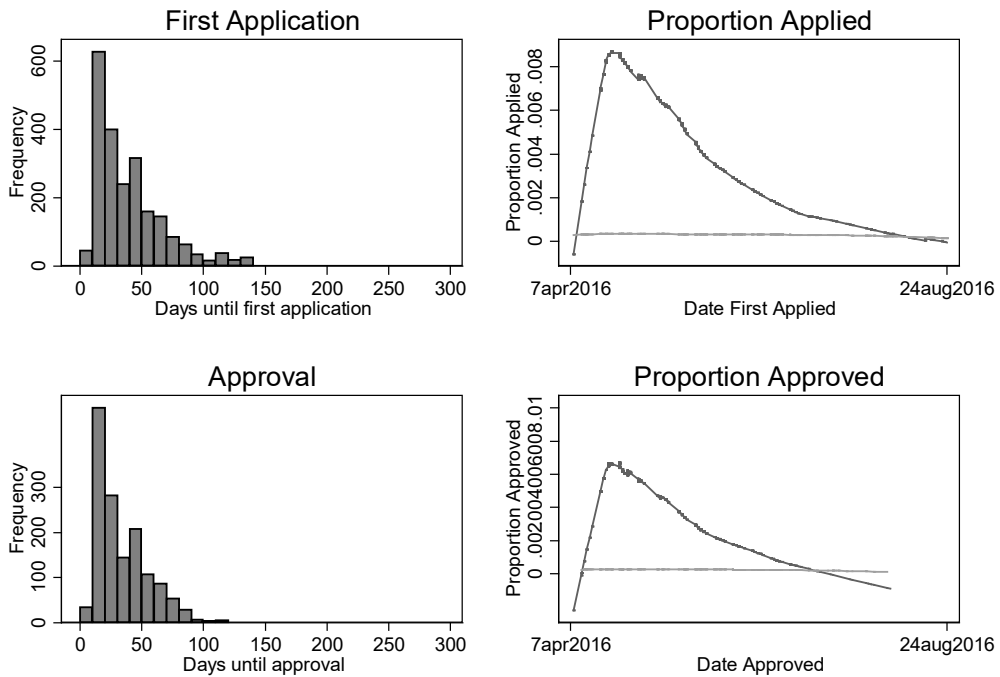 First Application
Frequency
600
400
200
0
0 50 100 150 200 250 300
Days until first application
Proportion Applied
Proportion Applied
.008
.006
.004
.002
0
7apr2016 24aug2016
Date First Applied
Approval
Frequency
300
200
100
0
0 50 100 150 200 250 300
Days until approval
Proportion Approved
Proportion Approved
0 .002.004.006.008.01
7apr2016 24aug2016
Date Approved